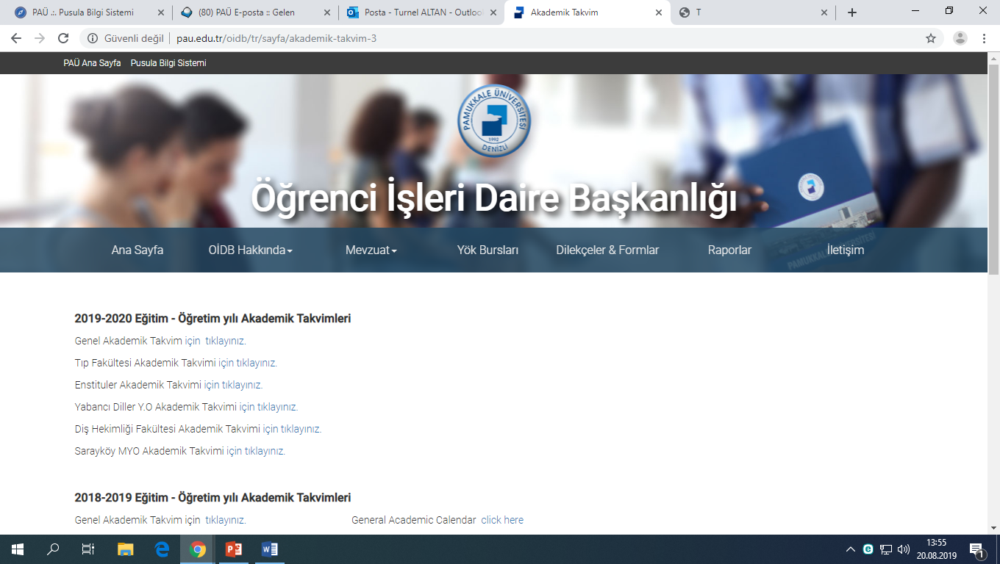 PAÜ .:. Pusula Bilgi Sistemi
(80) PAÜ E-posta :: Gelen
Posta - Turnel ALTAN - Outlook
Akademik Takvim
T
Güvenli değil
pau.edu.tr/oidb/tr/sayfa/akademik-takvim-3
PAÜ Ana Sayfa
Pusula Bilgi Sistemi
PAMUKKALE ÜNİVERSİTESİ
1992
DENİZLİ
Öğrenci İşleri Daire Başkanlığı
Ana Sayfa
OİDB Hakkında
Mevzuat
Yök Bursları
Dilekçeler & Formlar
Raporlar
İletişim
PAMUKKALE ÜNİVERSİTESİ
2019-2020 Eğitim - Öğretim yılı Akademik Takvimleri
Genel Akademik Takvim için tıklayınız.
Tıp Fakültesi Akademik Takvimi için tıklayınız.
Enstituler Akademik Takvimi için tıklayınız.
Yabancı Diller Y.O Akademik Takvimi için tıklayınız.
Diş Hekimliği Fakültesi Akademik Takvimi için tıklayınız.
Sarayköy MYO Akademik Takvimi için tıklayınız.
2018-2019 Eğitim - Öğretim yılı Akademik Takvimleri
Genel Akademik Takvim için tıklayınız.
General Academic Calendar click here
13:55
20.08.2019
1